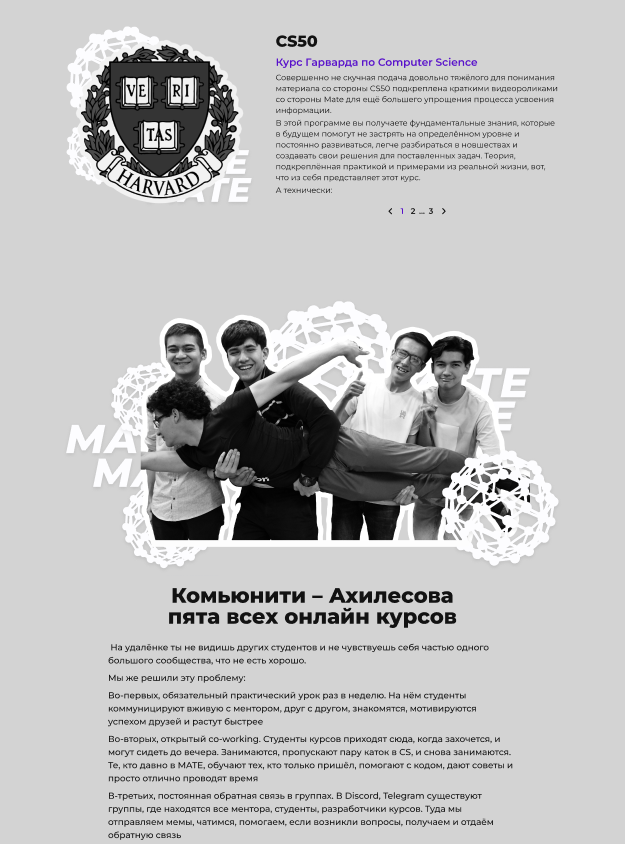 CS50
Курс Гарварда по Computer Science
Совершенно не скучная подача довольно тяжёлого для понимания
материала со стороны CS50 подкреплена краткими видеороликами
со стороны Mate для ещё большего упрощения процесса усвоения
информации.
В этой программе вы получаете фундаментальные знания, которые
в будущем помогут не застрять на определённом уровне и
постоянно развиваться, легче разбираться в новшествах и
создавать свои решения для поставленных задач. Теория,
подкреплённая практикой и примерами из реальной жизни, вот,
что из себя представляет этот курс.
А технически:
VE RI
TAS
HARVARD
E
ATE
1 2 ... 3
TE
E
MA
MA
Комьюнити – Ахилесова
пята всех онлайн курсов
На удалёнке ты не видишь других студентов и не чувствуешь себя частью одного
большого сообщества, что не есть хорошо.
Мы же решили эту проблему:
Во-первых, обязательный практический урок раз в неделю. На нём студенты
коммуницируют вживую с ментором, друг с другом, знакомятся, мотивируются
успехом друзей и растут быстрее
Во-вторых, открытый co-working. Студенты курсов приходят сюда, когда захочется, и
могут сидеть до вечера. Занимаются, пропускают пару каток в CS, и снова занимаются.
Те, кто давно в MATE, обучают тех, кто только пришёл, помогают с кодом, дают советы и
просто отлично проводят время
В-третьих, постоянная обратная связь в группах. В Discord, Telegram существуют
группы, где находятся все ментора, студенты, разработчики курсов. Туда мы
отправляем мемы, чатимся, помогаем, если возникли вопросы, получаем и отдаём
обратную связь